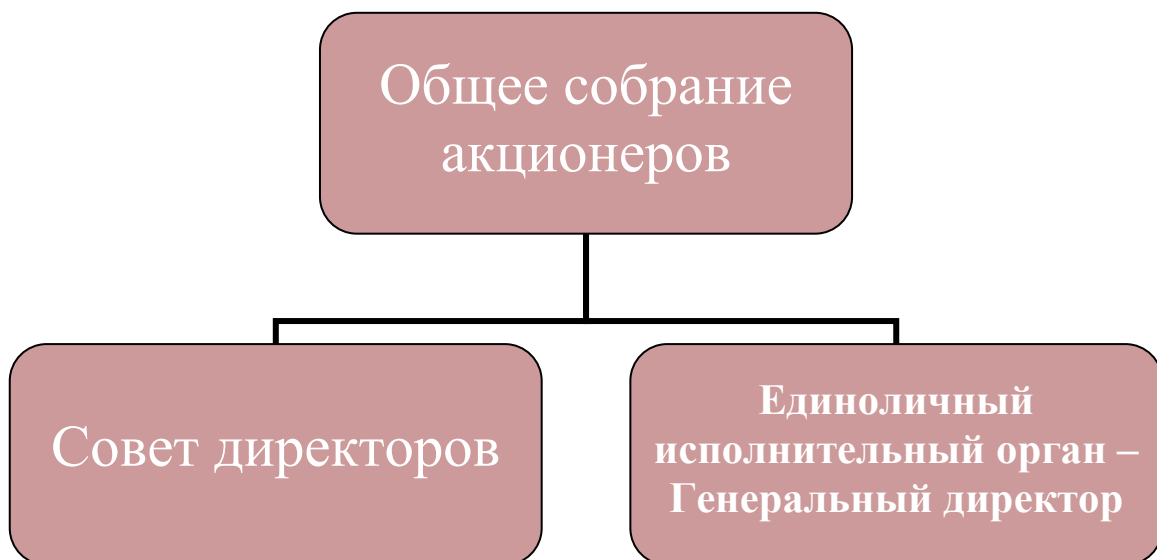 Общее собрание
акционеров
Совет директоров
Единоличный
исполнительный орган –
Генеральный директор